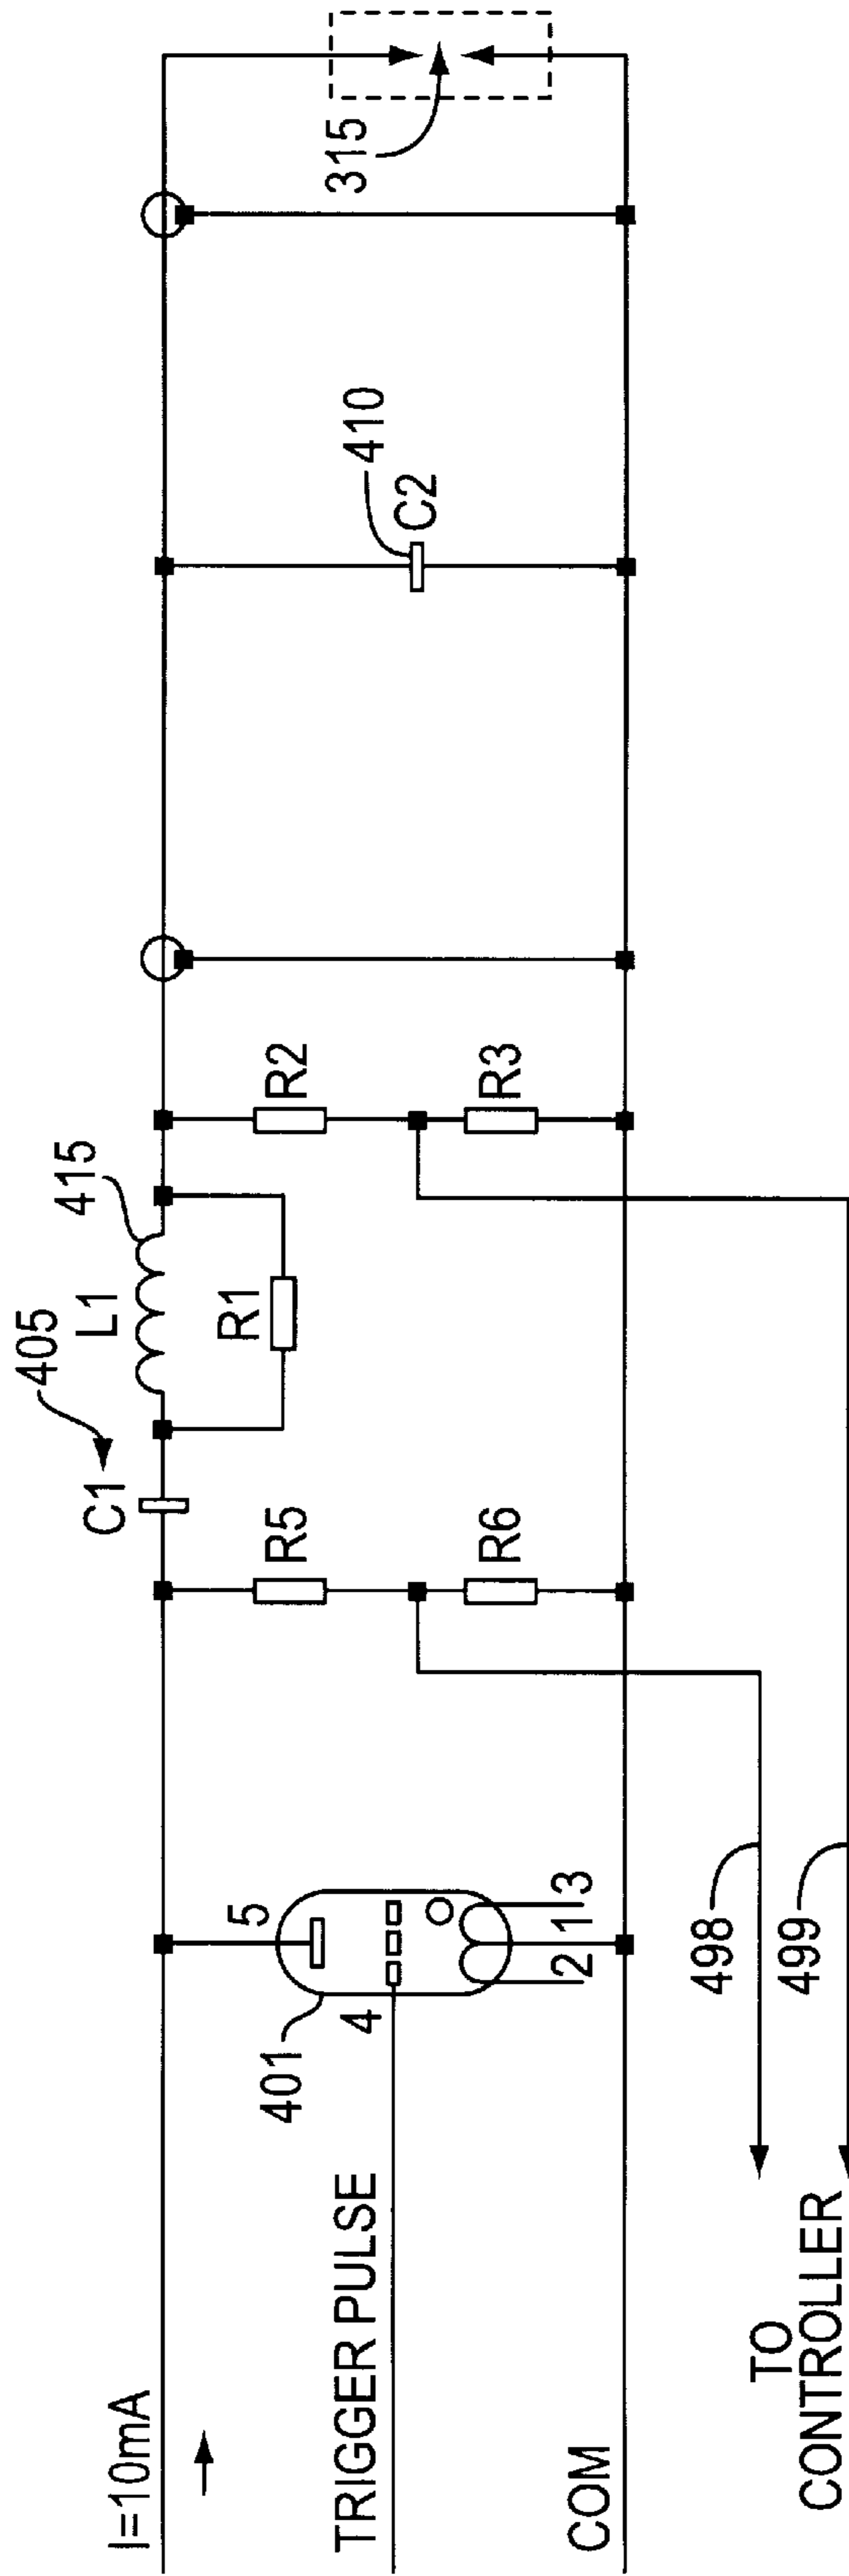 I=10mA
TRIGGER PULSE
COM
TO
CONTROLLER
401
5
4
2
1
3
498
499
R5
R6
C1
405
L1
415
R1
R2
R3
410
C2
315